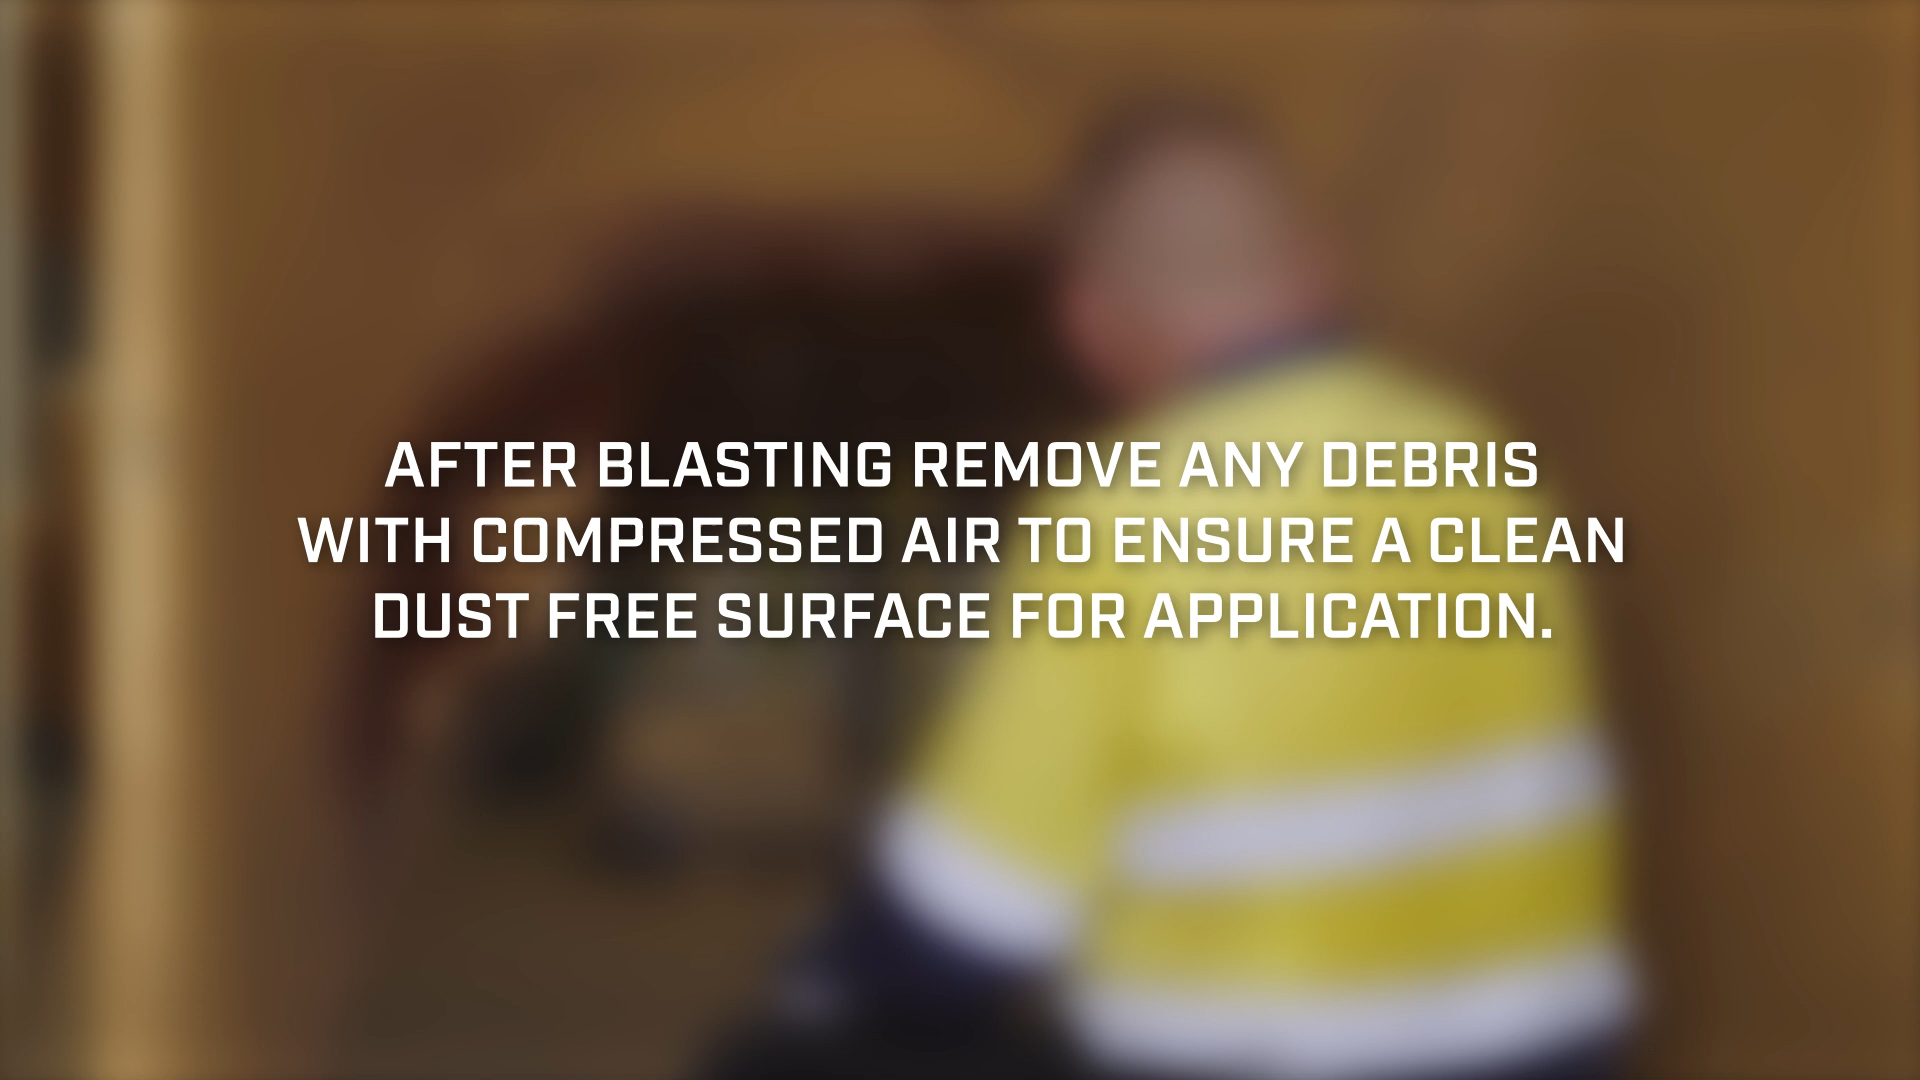 AFTER BLASTING REMOVE ANY DEBRIS
WITH COMPRESSED AIR TO ENSURE A CLEAN
DUST FREE SURFACE FOR APPLICATION.